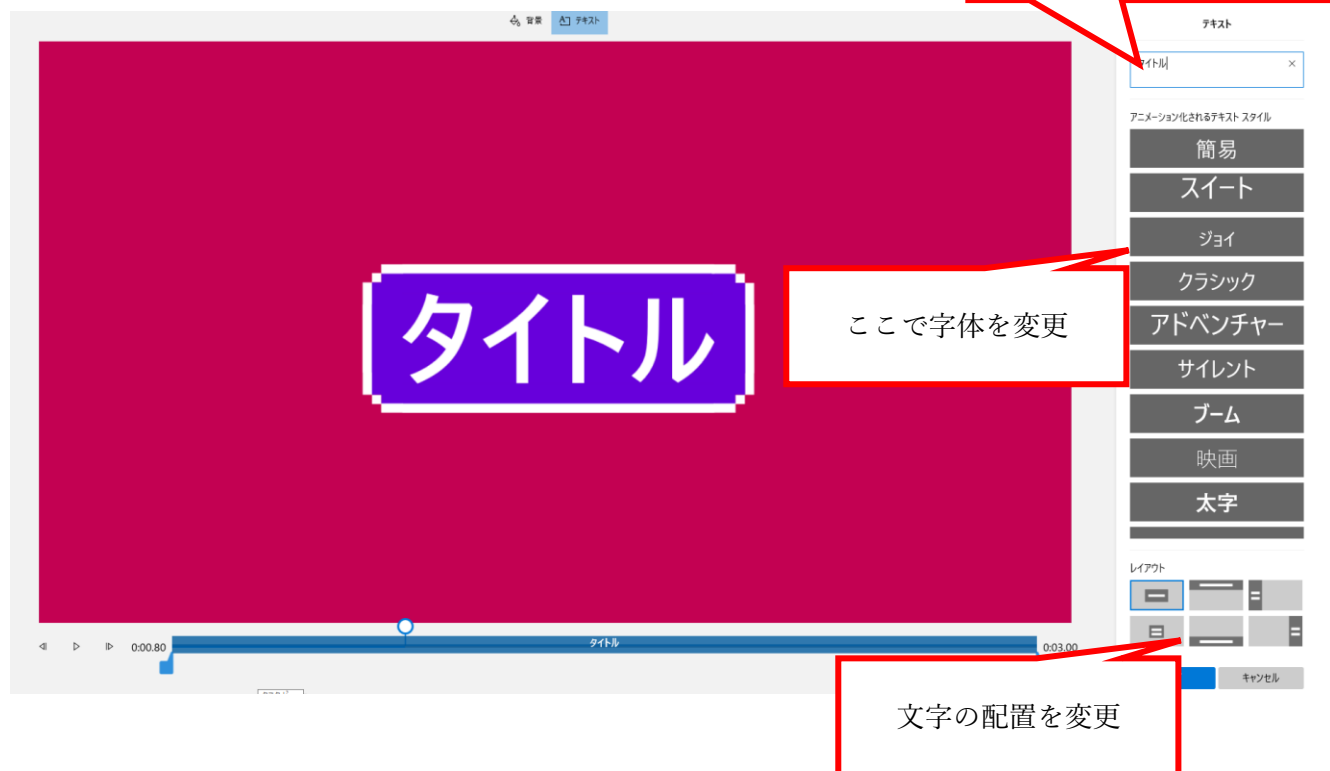 背景 テキスト
テキスト
タイトル
アニメーション化されるテキスト スタイル
簡易
スイート
ジョイ
クラシック
アドベンチャー
サイレント
ブーム
映画
太字
タイトル
ここで字体を変更
レイアウト
0:00.80 タイトル 0:03.00
キャンセル
文字の配置を変更